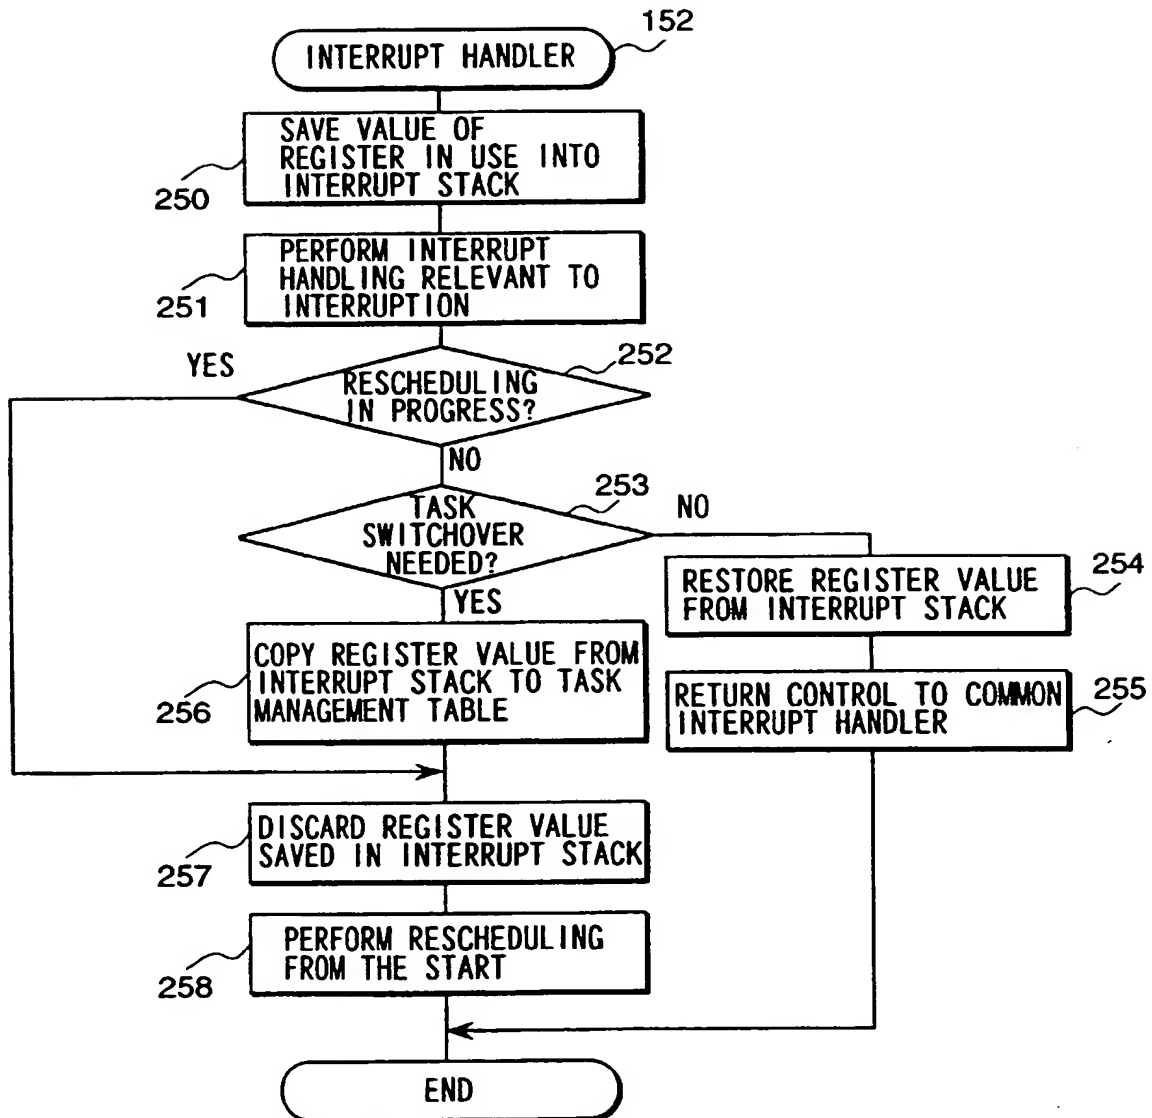 152
INTERRUPT HANDLER
SAVE VALUE OF
REGISTER IN USE INTO
INTERRUPT STACK
250
PERFORM INTERRUPT
HANDLING RELEVANT TO
INTERRUPTION
251
YES
252
RESCHEDULING
IN PROGRESS?
NO
253
TASK
SWITCHOVER
NEEDED?
NO
YES
254
RESTORE REGISTER VALUE
FROM INTERRUPT STACK
COPY REGISTER VALUE FROM
INTERRUPT STACK TO TASK
MANAGEMENT TABLE
256
RETURN CONTROL TO COMMON
INTERRUPT HANDLER
255
DISCARD REGISTER VALUE
SAVED IN INTERRUPT STACK
257
PERFORM RESCHEDULING
FROM THE START
258
END